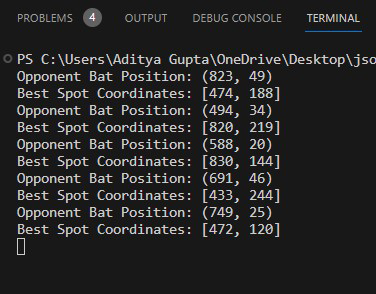 PROBLEMS 4 OUTPUT DEBUG CONSOLE TERMINAL
PS C:\Users\Aditya Gupta\OneDrive\Desktop\jso
Opponent Bat Position: (823, 49)
Best Spot Coordinates: [474, 188]
Opponent Bat Position: (494, 34)
Best Spot Coordinates: [820, 219]
Opponent Bat Position: (588, 20)
Best Spot Coordinates: [830, 144]
Opponent Bat Position: (691, 46)
Best Spot Coordinates: [433, 244]
Opponent Bat Position: (749, 25)
Best Spot Coordinates: [472, 120]